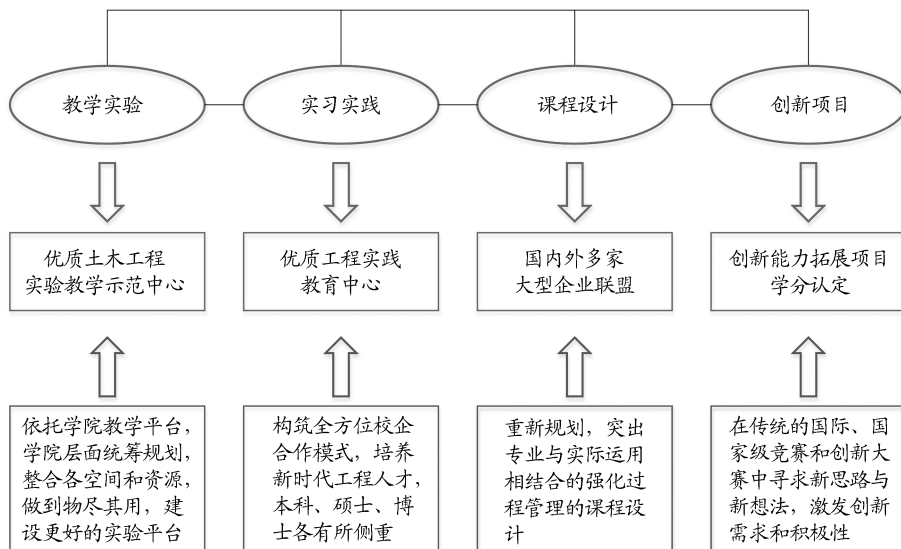 教学实验
实习实践
课程设计
创新项目
优质土木工程
实验教学示范中心
优质工程实践
教育中心
国内外多家
大型企业联盟
创新能力拓展项目
学分认定
依托学院教学平台，
学院层面统筹规划，
整合各空间和资源，
做到物尽其用，建
设更好的实验平台
构筑全方位校企
合作模式，培养
新时代工程人才，
本科、硕士、博
士各有所侧重
重新规划，突出
专业与实际运用
相结合的强化过
程管理的课程设
计
在传统的国际、国
家级竞赛和创新大
赛中寻求新思路与
新想法，激发创新
需求和积极性